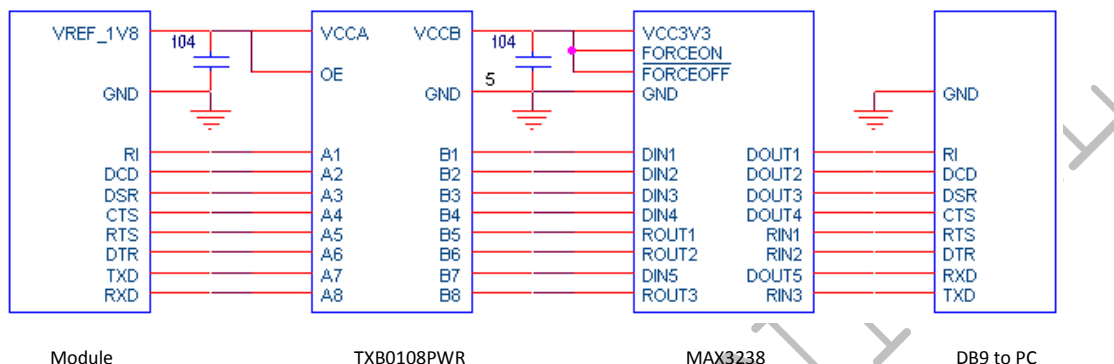 VREF_1V8 104 VCCA VCCB 104 VCC3V3
FORCEON
OE 5 FORCEOFF
GND GND GND GND
RI A1 B1 DIN1 DOUT1 RI
DCD A2 B2 DIN2 DOUT2 DCD
DSR A3 B3 DIN3 DOUT3 DSR
CTS A4 B4 DIN4 DOUT4 CTS
RTS A5 B5 ROUT1 RIN1 RTS
DTR A6 B6 ROUT2 RIN2 DTR
TXD A7 B7 DIN5 DOUT5 RXD
RXD A8 B8 ROUT3 RIN3 TXD
Module TXB0108PWR MAX3238 DB9 to PC